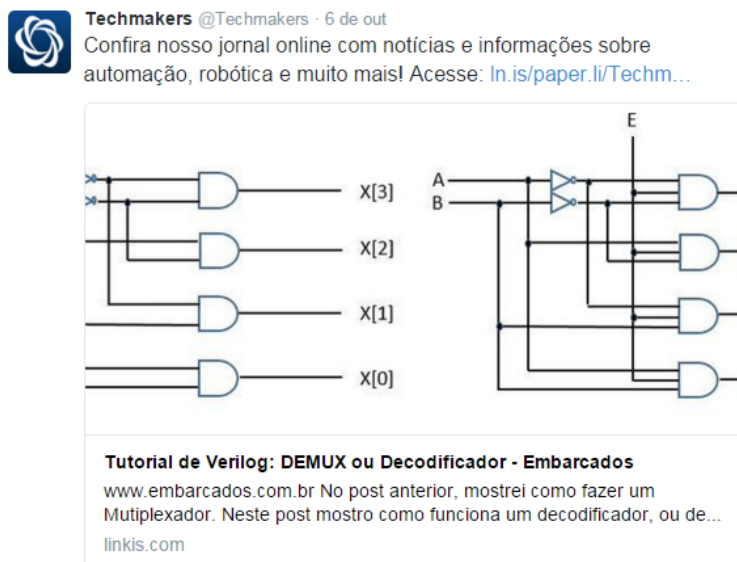 Techmakers @Techmakers · 6 de out
Confira nosso jornal online com notícias e informações sobre
automação, robótica e muito mais! Acesse: ln.is/paper.li/Techm…
X[3]
X[2]
X[1]
X[0]
E
A
B
Tutorial de Verilog: DEMUX ou Decodificador - Embarcados
www.embarcados.com.br No post anterior, mostrei como fazer um
Mutiplexador. Neste post mostro como funciona um decodificador, ou de...
linkis.com